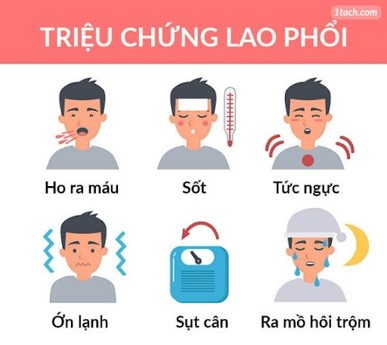 1tach.com
TRIỆU CHỨNG LAO PHỔI
Ho ra máu
Sốt
Tức ngực
Ớn lạnh
Sụt cân
Ra mồ hôi trộm